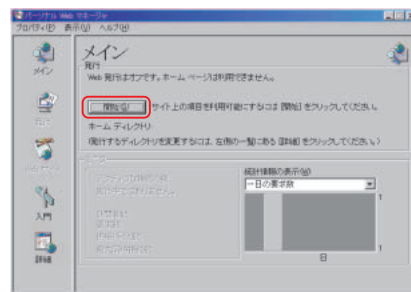 パーソナル Web マネージャ
プロパティ(P) 表示(V) ヘルプ(H)
メイン
メイン
発行
Web 発行はオフです。ホーム ページは利用できません。
開始(S) サイト上の項目を利用可能にするには [開始] をクリックしてください。
ホーム ディレクトリ:
(発行するディレクトリを変更するには、左側の一覧にある [詳細] をクリックしてください。)
統計情報の表示(W)
一日の要求数
1
1
日
入門
詳細